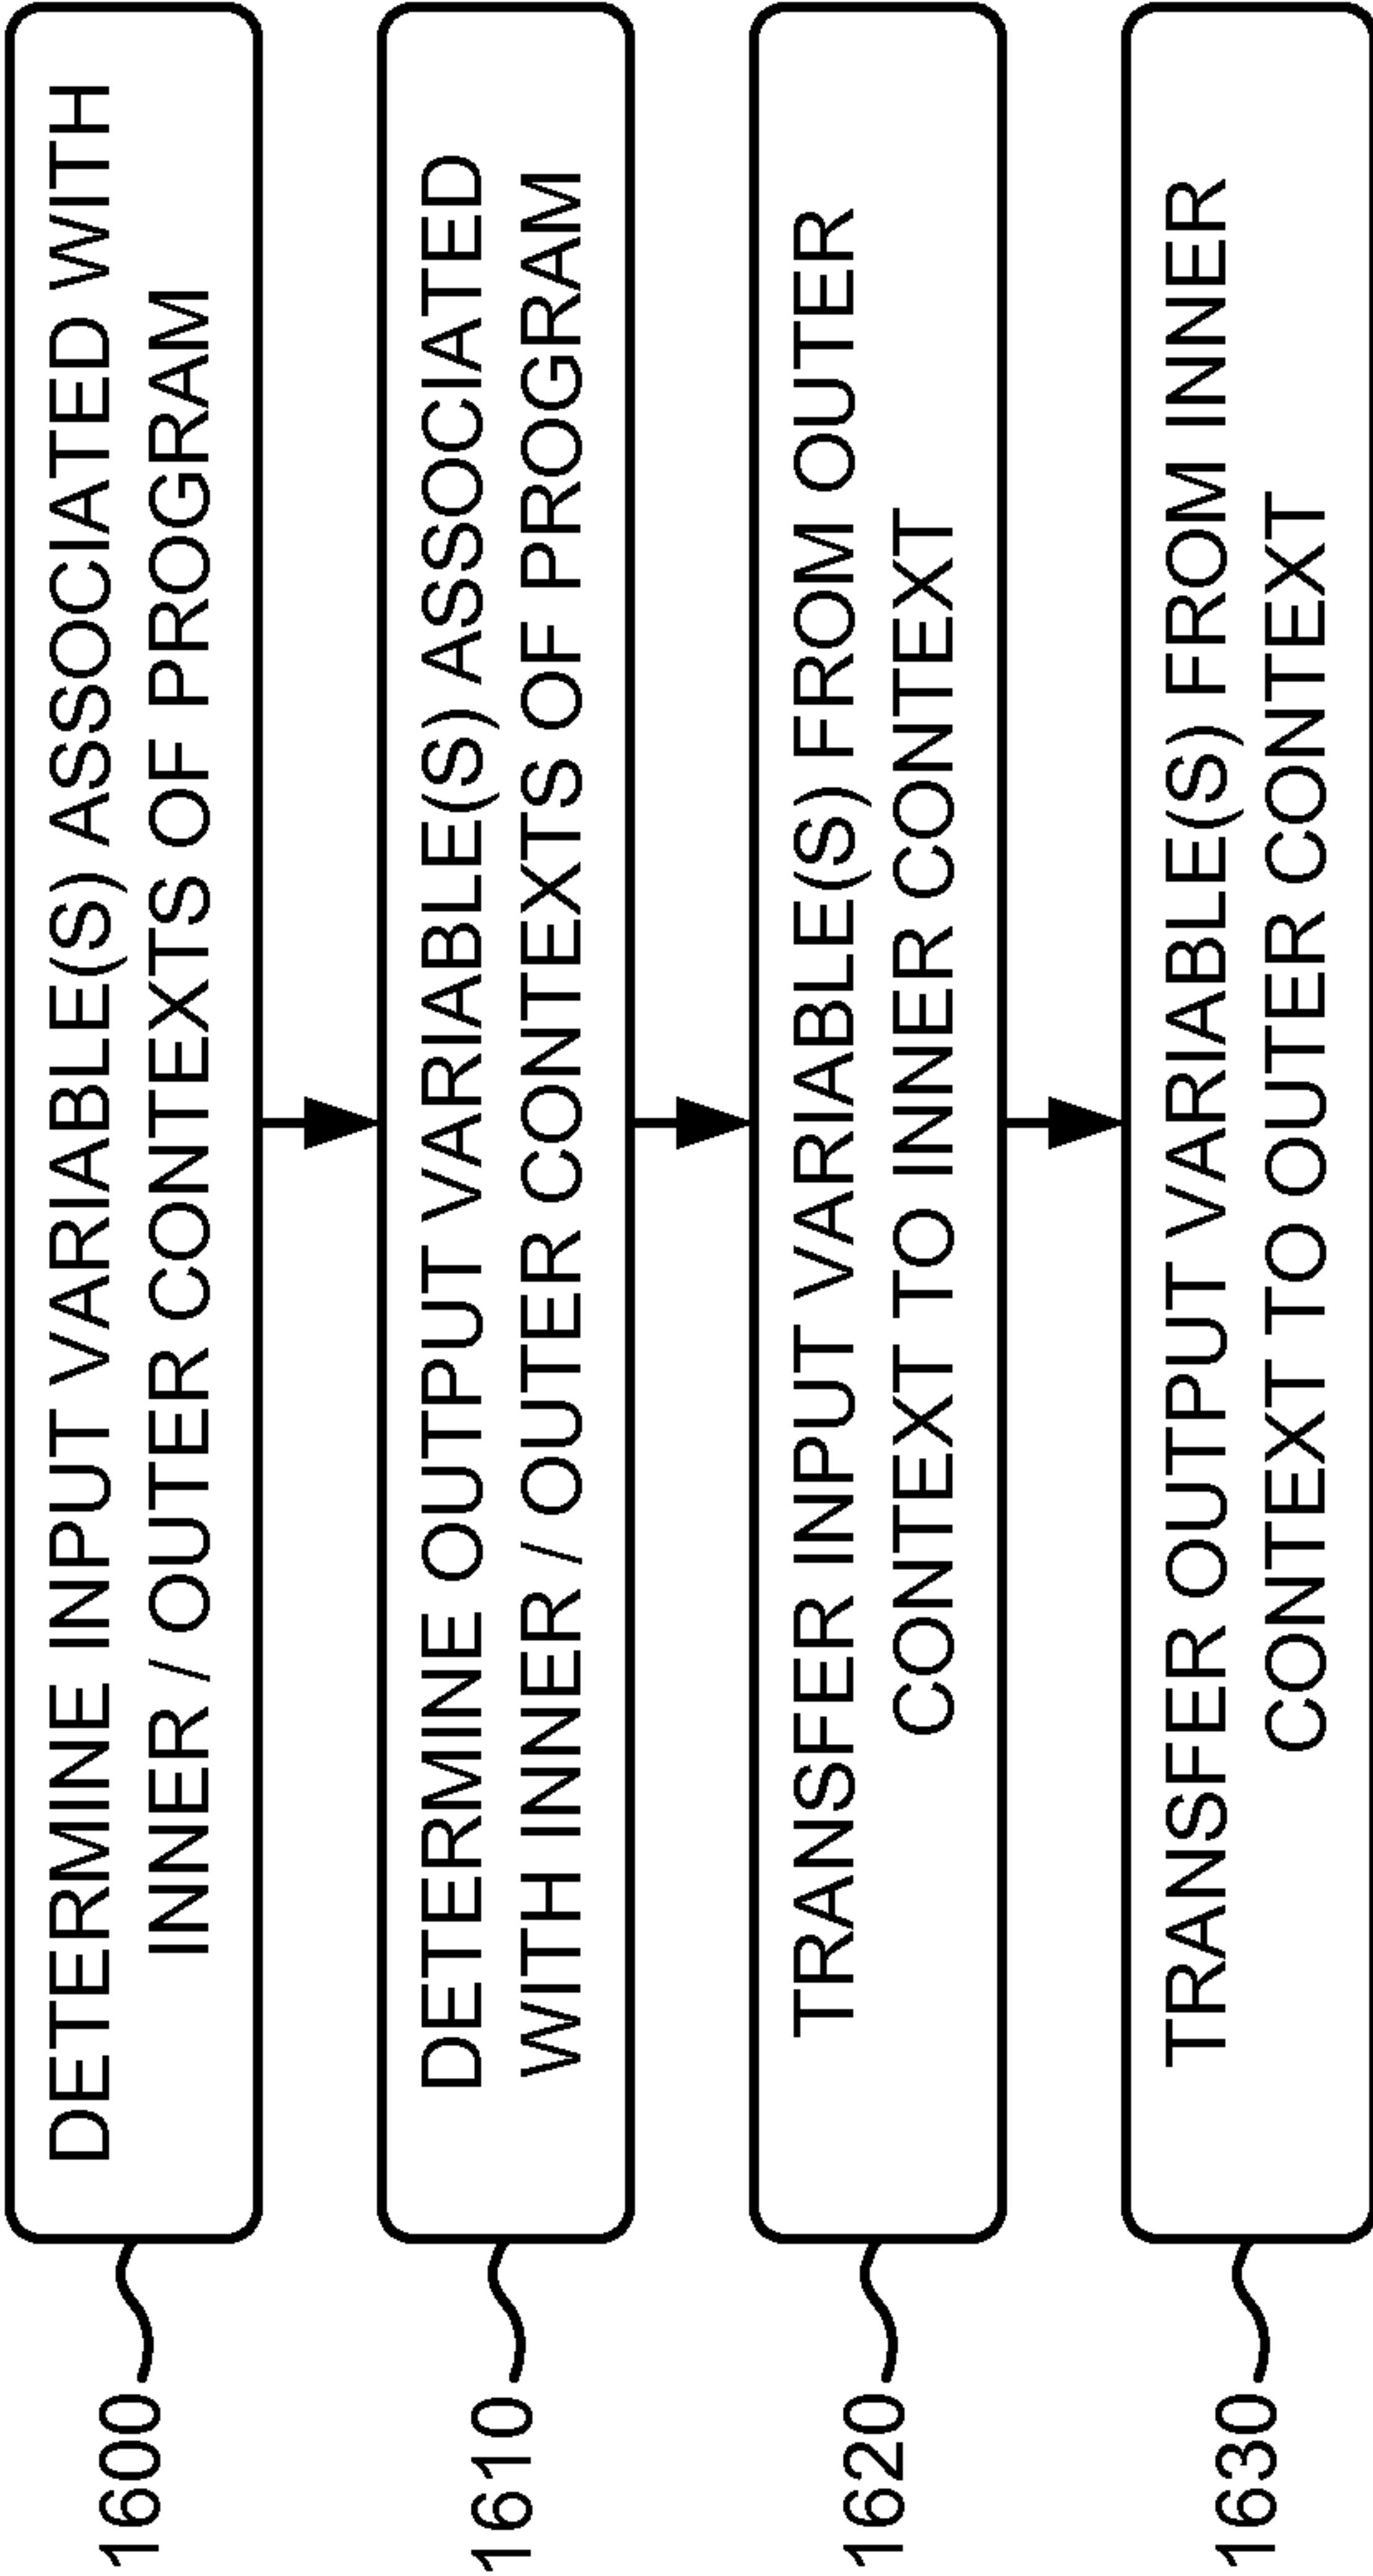 1600
DETERMINE INPUT VARIABLE(S) ASSOCIATED WITH
INNER / OUTER CONTEXTS OF PROGRAM
1610
DETERMINE OUTPUT VARIABLE(S) ASSOCIATED
WITH INNER / OUTER CONTEXTS OF PROGRAM
1620
TRANSFER INPUT VARIABLE(S) FROM OUTER
CONTEXT TO INNER CONTEXT
1630
TRANSFER OUTPUT VARIABLE(S) FROM INNER
CONTEXT TO OUTER CONTEXT